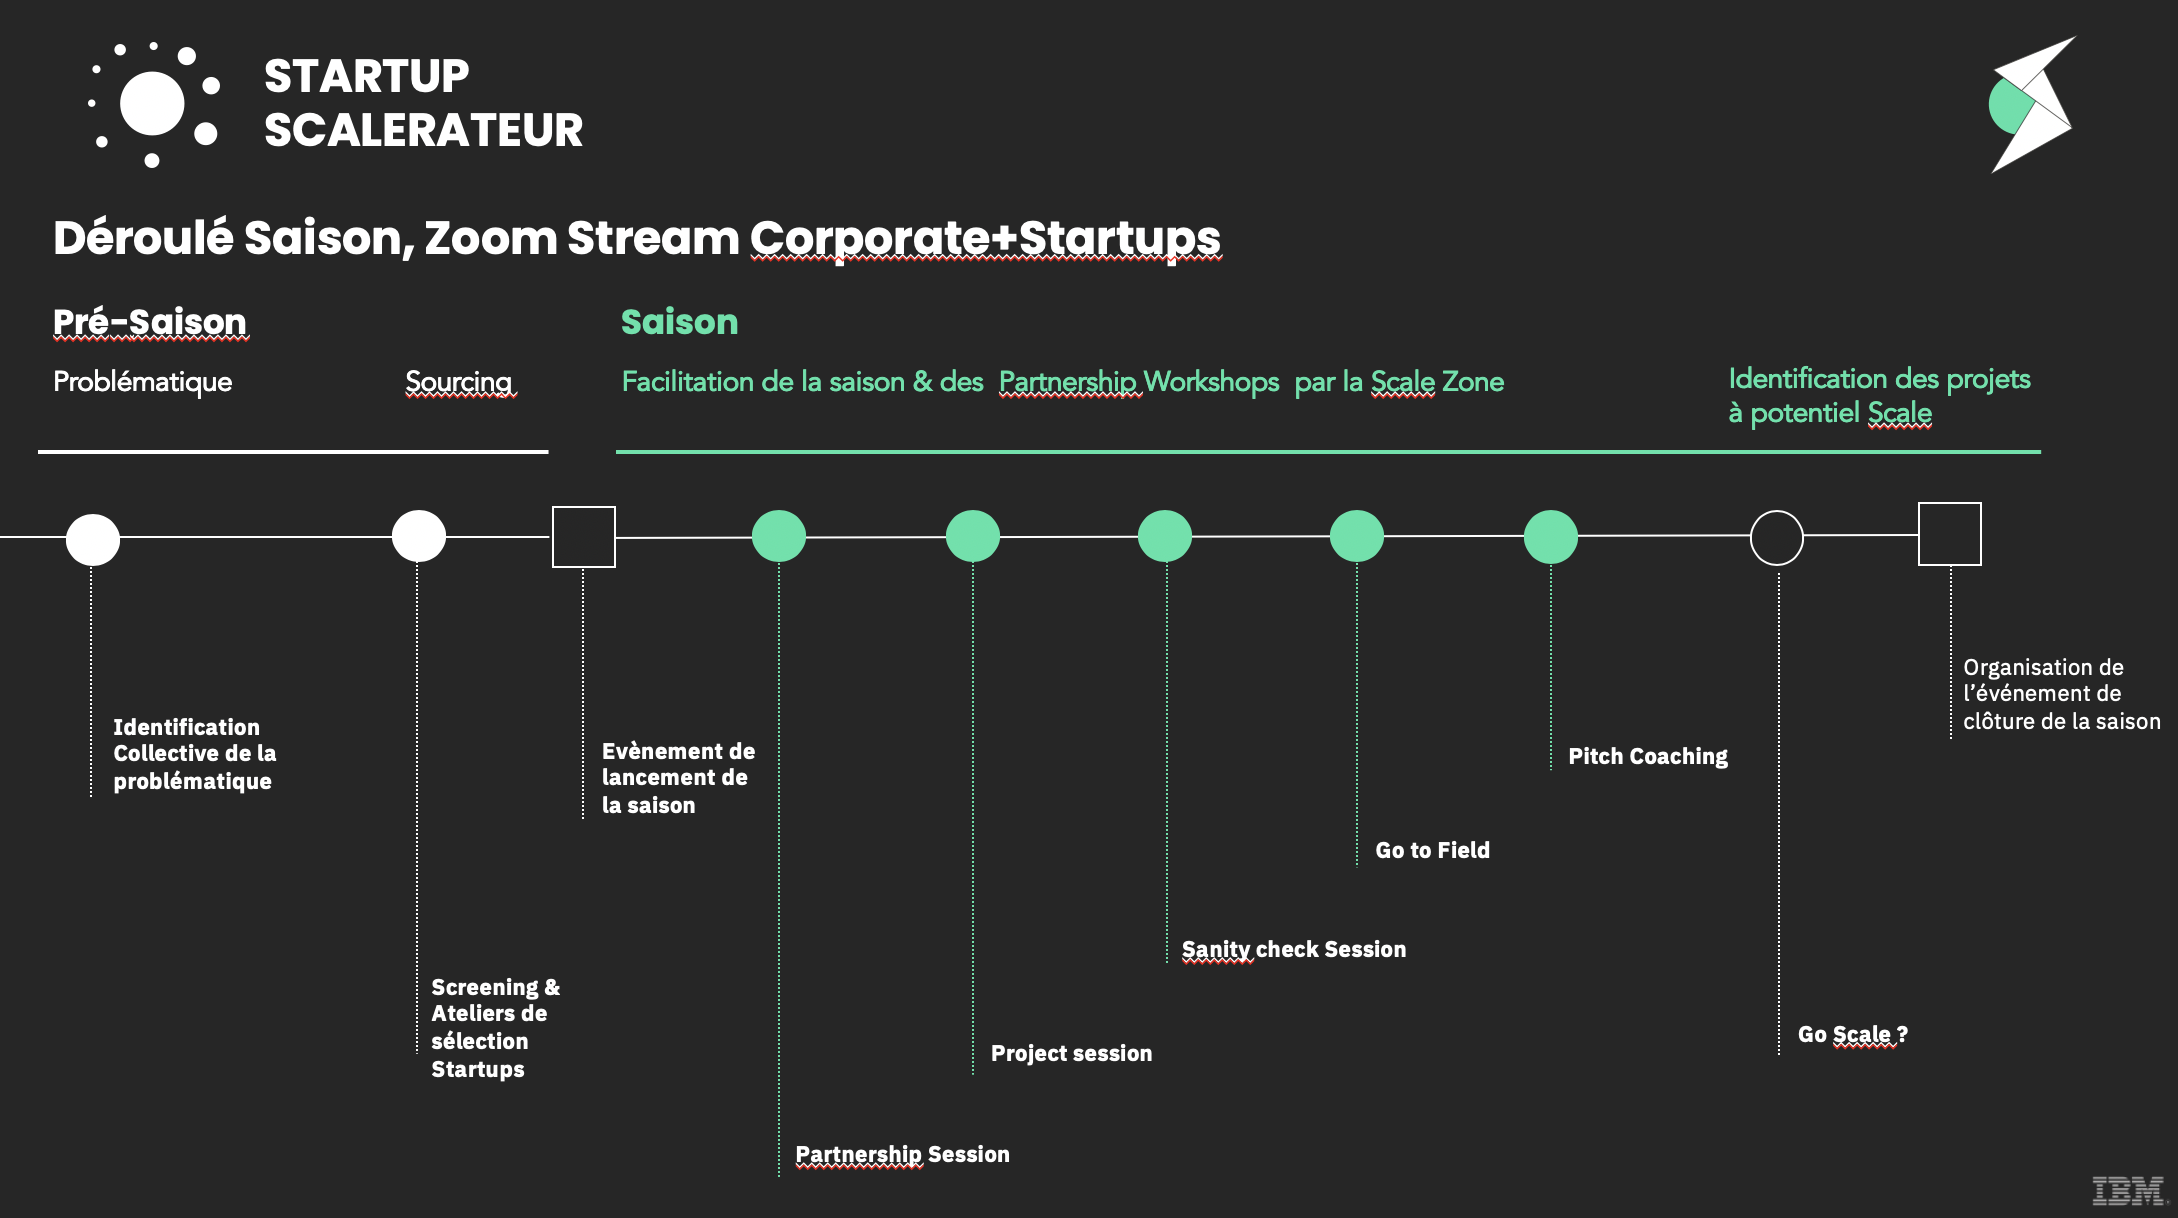 STARTUP
SCALERATEUR
Déroulé Saison, Zoom Stream Corporate+Startups
Pré-Saison
Saison
Problématique
Sourcing
Facilitation de la saison & des Partnership Workshops par la Scale Zone
Identification des projets
à potentiel Scale
Identification
Collective de la
problématique
Screening &
Ateliers de
sélection
Startups
Evènement de
lancement de
la saison
Partnership Session
Project session
Sanity check Session
Go to Field
Pitch Coaching
Go Scale ?
Organisation de
l’événement de
clôture de la saison
IBM